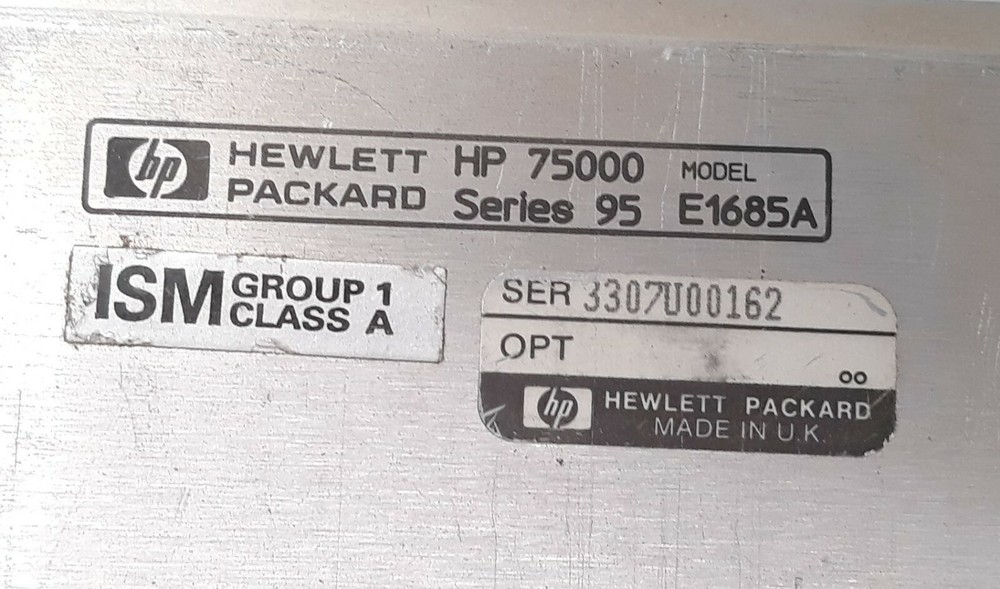 hp HEWLETT PACKARD HP 75000 Series 95 MODEL E1685A
ISM GROUP 1 CLASS A
SER 3307U00162
OPT
oo
hp HEWLETT PACKARD
MADE IN U.K.